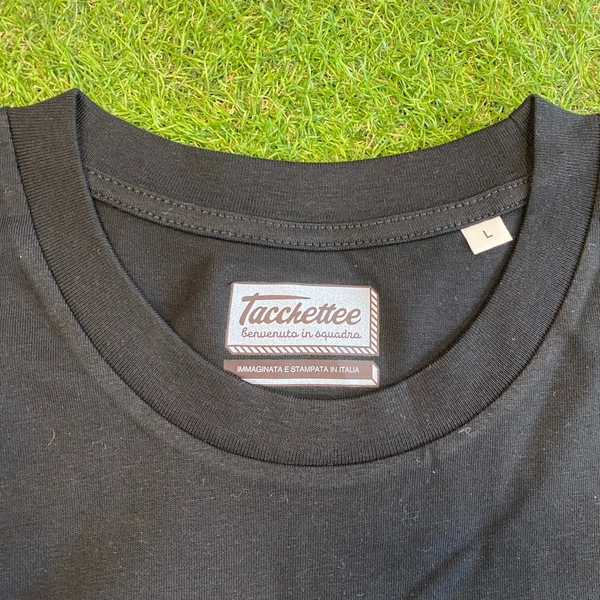 L
Tacchettee
benvenuto in squadra
IMMAGINATA E STAMPATA IN ITALIA